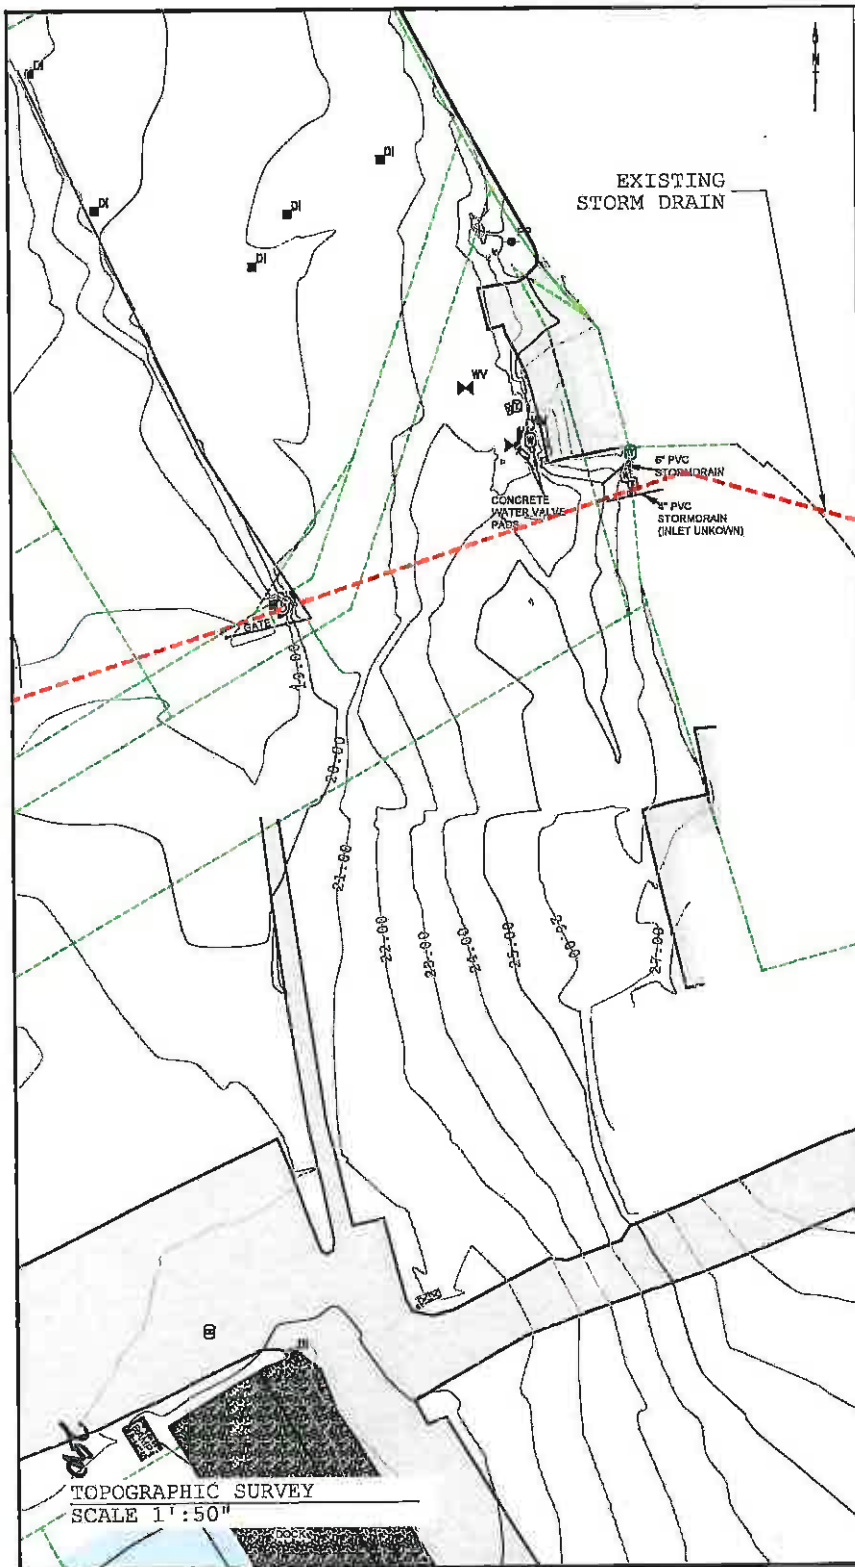 DI
DI
DI
DI
EXISTING
STORM DRAIN
WV
6" PVC
STORMDRAIN
CONCRETE
WATER VALVE
PADS
4" PVC
STORMDRAIN
(INLET UNKOWN)
GATE
19.00
20.00
21.00
22.00
23.00
24.00
25.00
26.00
27.00
TOPOGRAPHIC SURVEY
SCALE 1':50"
DOCK